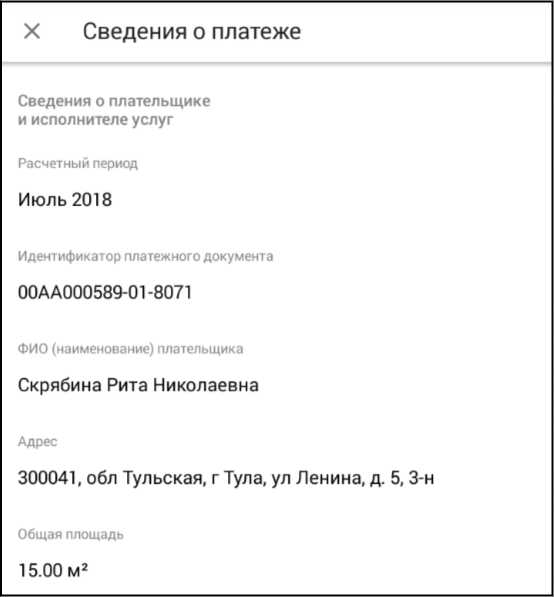 Сведения о платеже
Сведения о плательщике
и исполнителе услуг
Расчетный период
Июль 2018
Идентификатор платежного документа
00АА000589-01-8071
ФИО (наименование) плательщика
Скрябина Рита Николаевна
Адрес
300041, обл Тульская, г Тула, ул Ленина, д. 5, 3-н
Общая площадь
15.00 м²